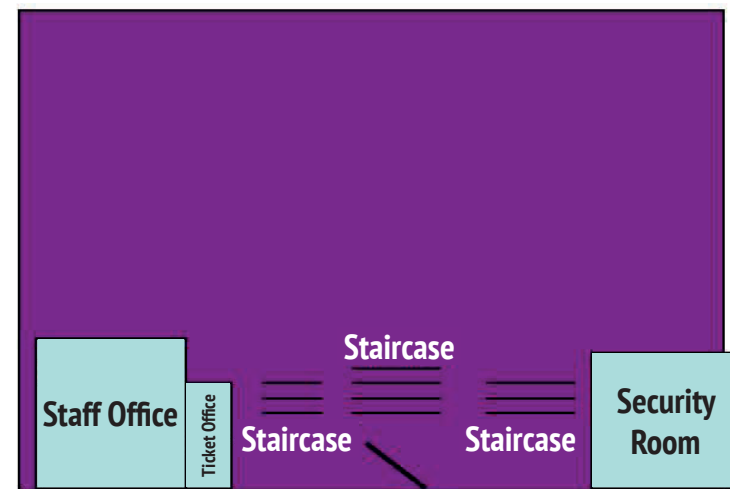 Staircase
Staff Office
Ticket Office
Staircase
Staircase
Security
Room